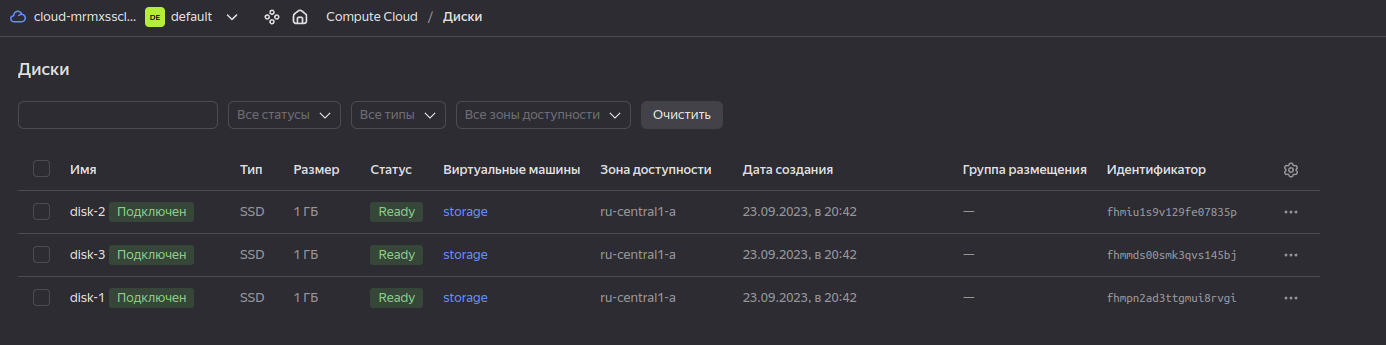 cloud-mrmxsscl... DE default Compute Cloud / Диски
Диски
Все статусы Все типы Все зоны доступности Очистить
Имя Тип Размер Статус Виртуальные машины Зона доступности Дата создания Группа размещения Идентификатор
disk-2 Подключен SSD 1 ГБ Ready storage ru-central1-a 23.09.2023, в 20:42 — fhmiu1s9v129fe07835p
disk-3 Подключен SSD 1 ГБ Ready storage ru-central1-a 23.09.2023, в 20:42 — fhmmds00smk3qvs145bj
disk-1 Подключен SSD 1 ГБ Ready storage ru-central1-a 23.09.2023, в 20:42 — fhmpn2ad3ttgmui8rvgi